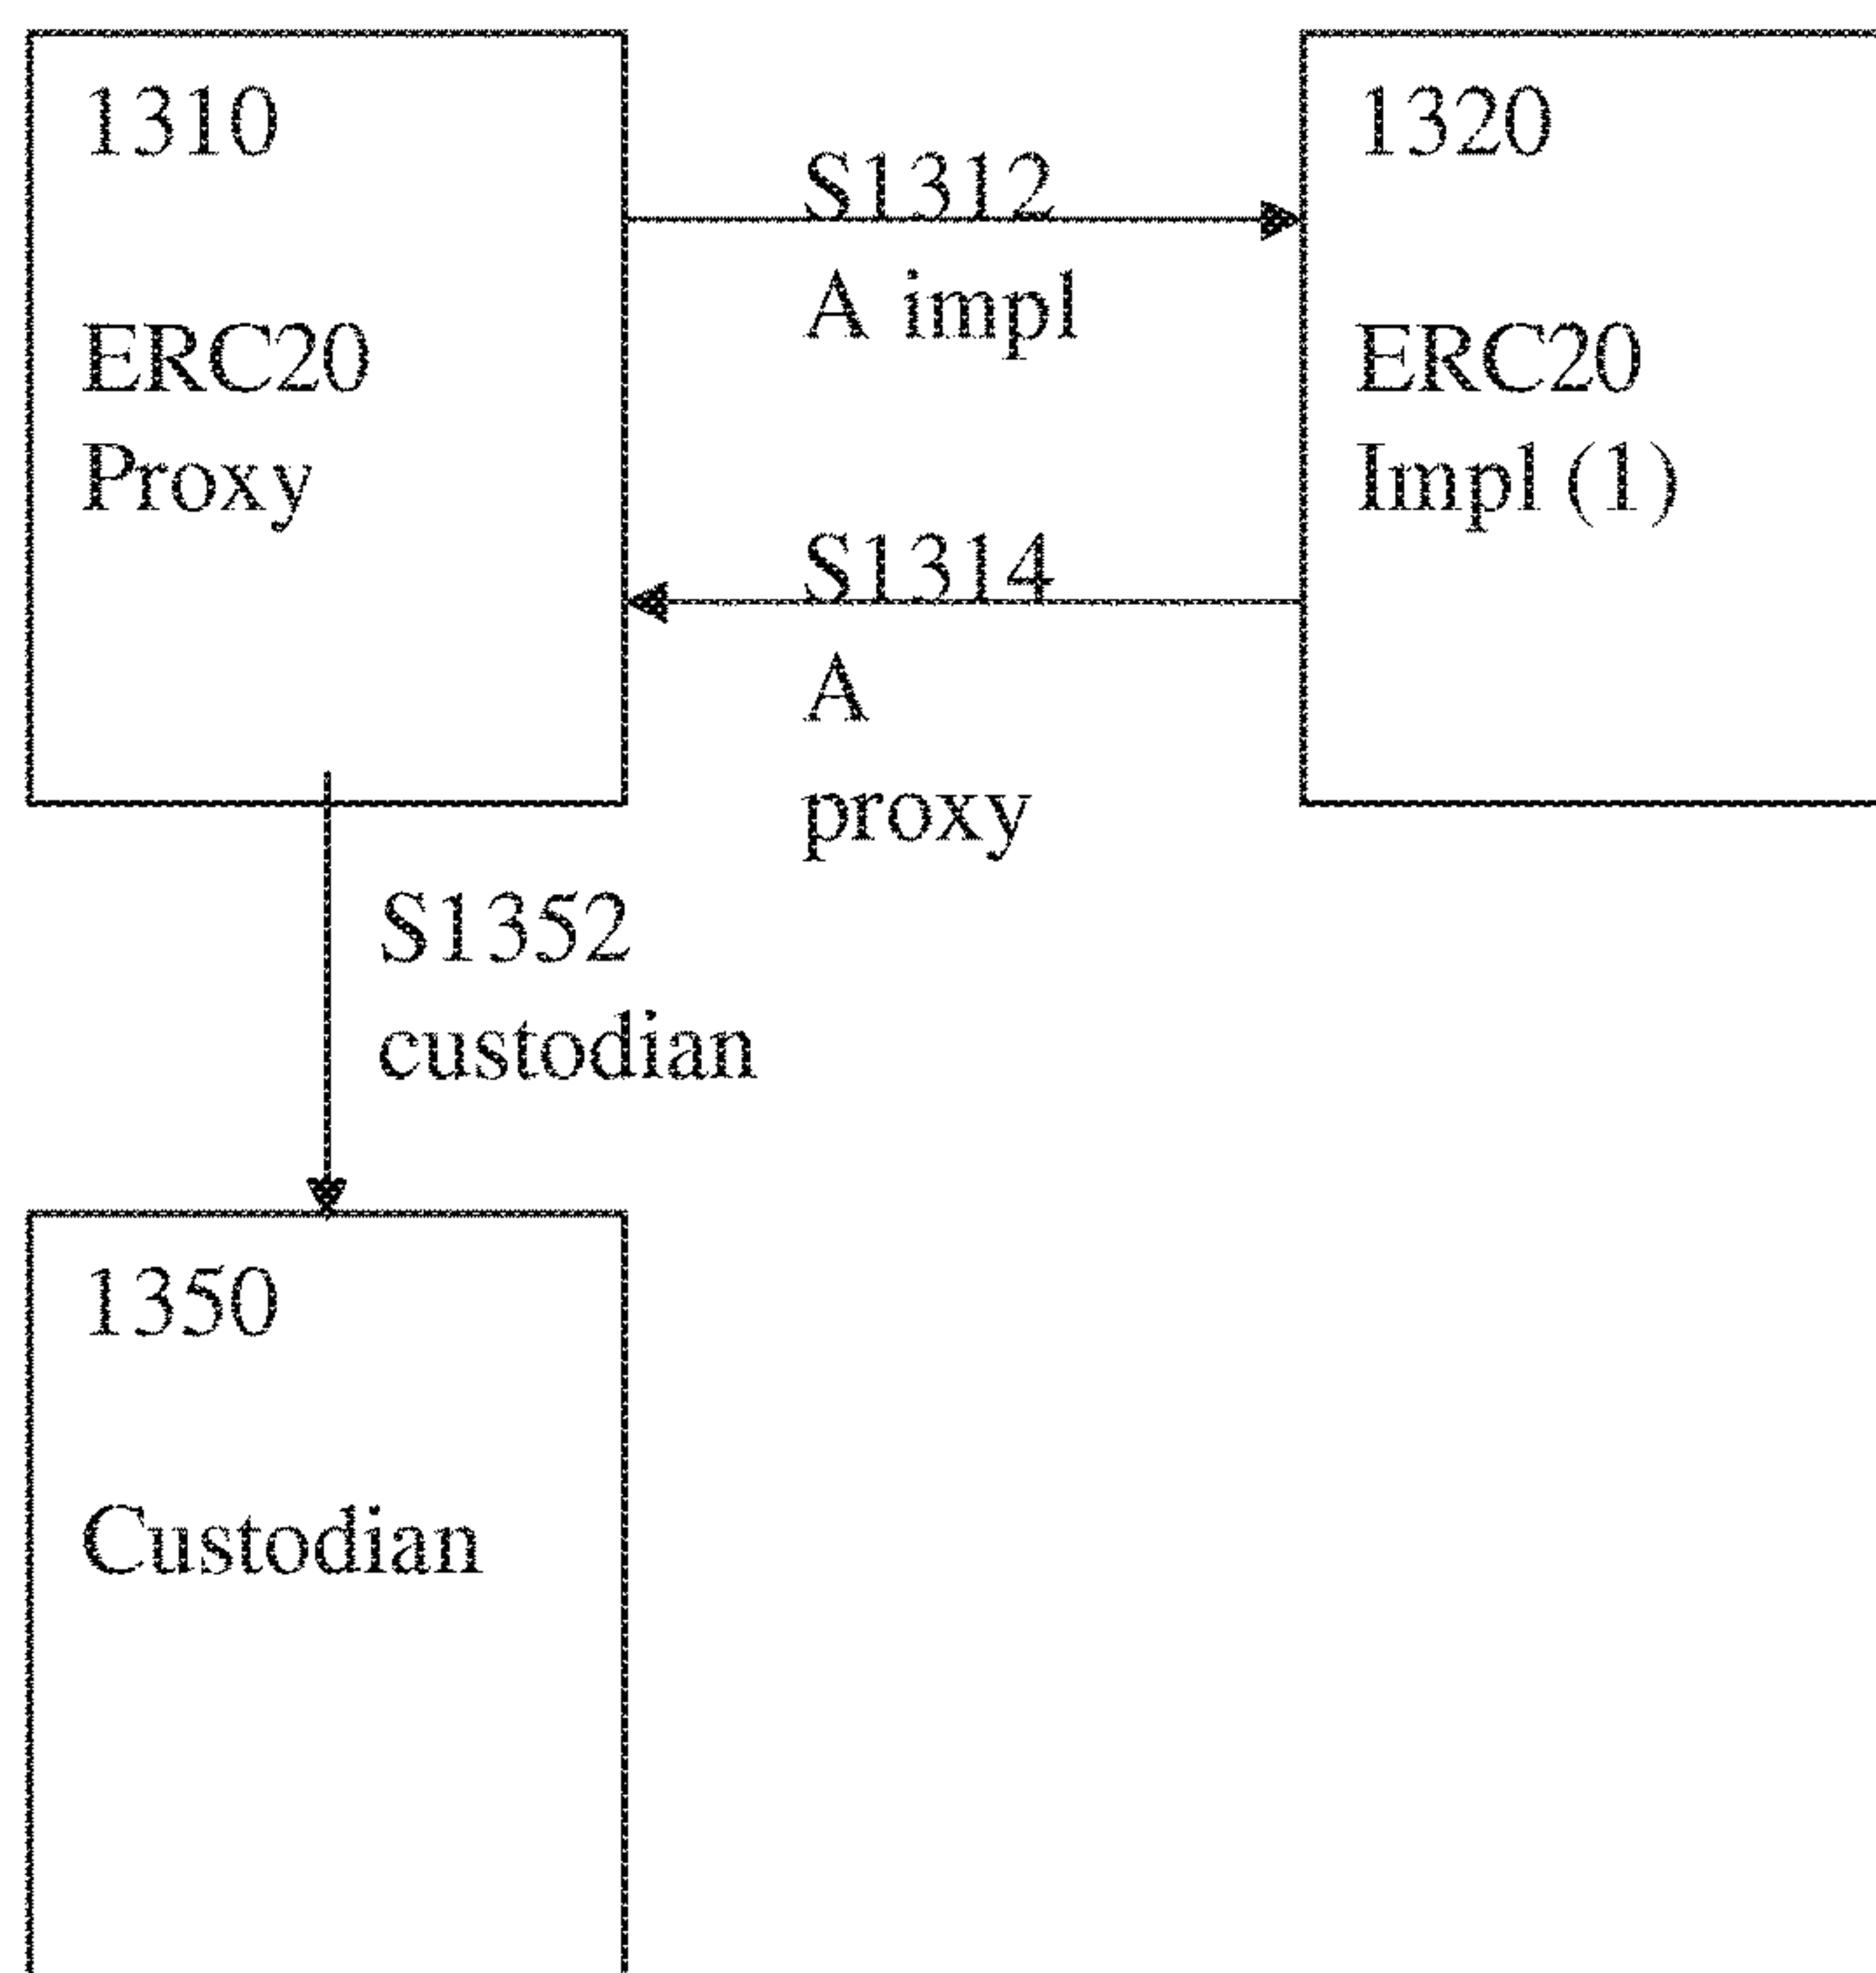 1310
ERC20
Proxy
S1312
A impl
S1314
A
proxy
1320
ERC20
Impl (1)
S1352
custodian
1350
Custodian